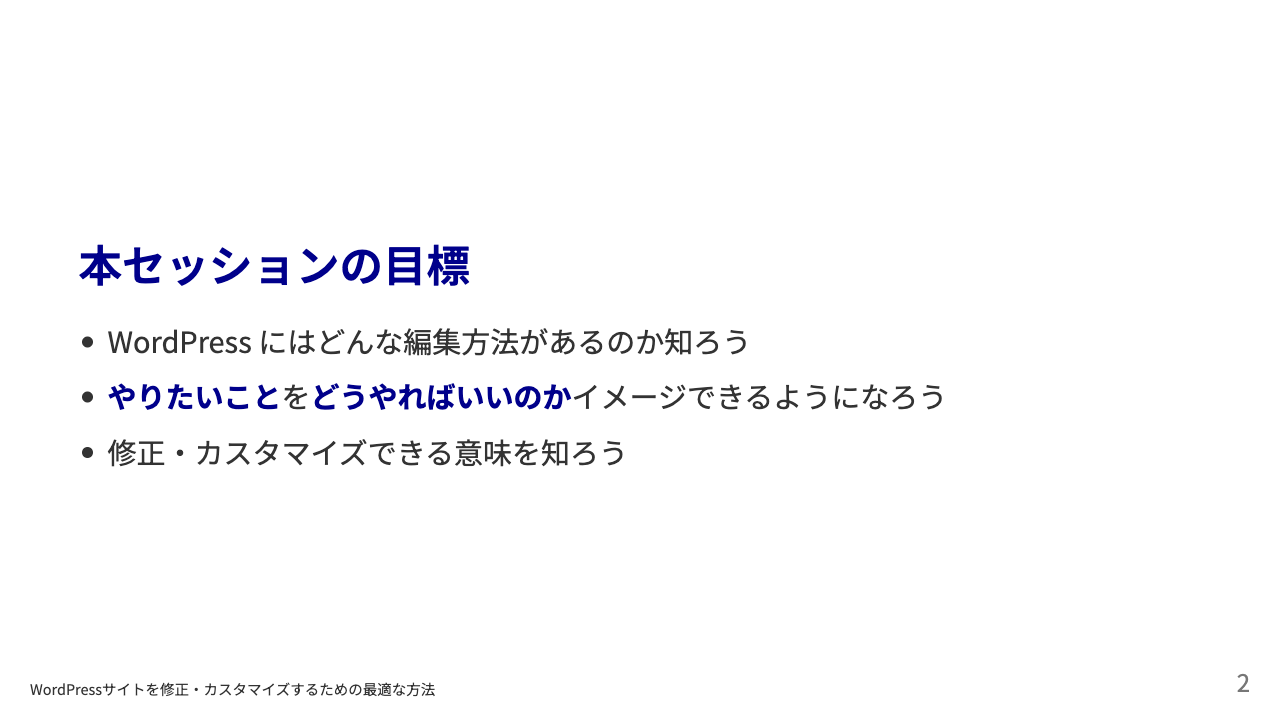 本セッションの目標
• WordPress にはどんな編集方法があるのか知ろう
• やりたいことをどうやればいいのかイメージできるようになろう
• 修正・カスタマイズできる意味を知ろう
WordPressサイトを修正・カスタマイズするための最適な方法
2